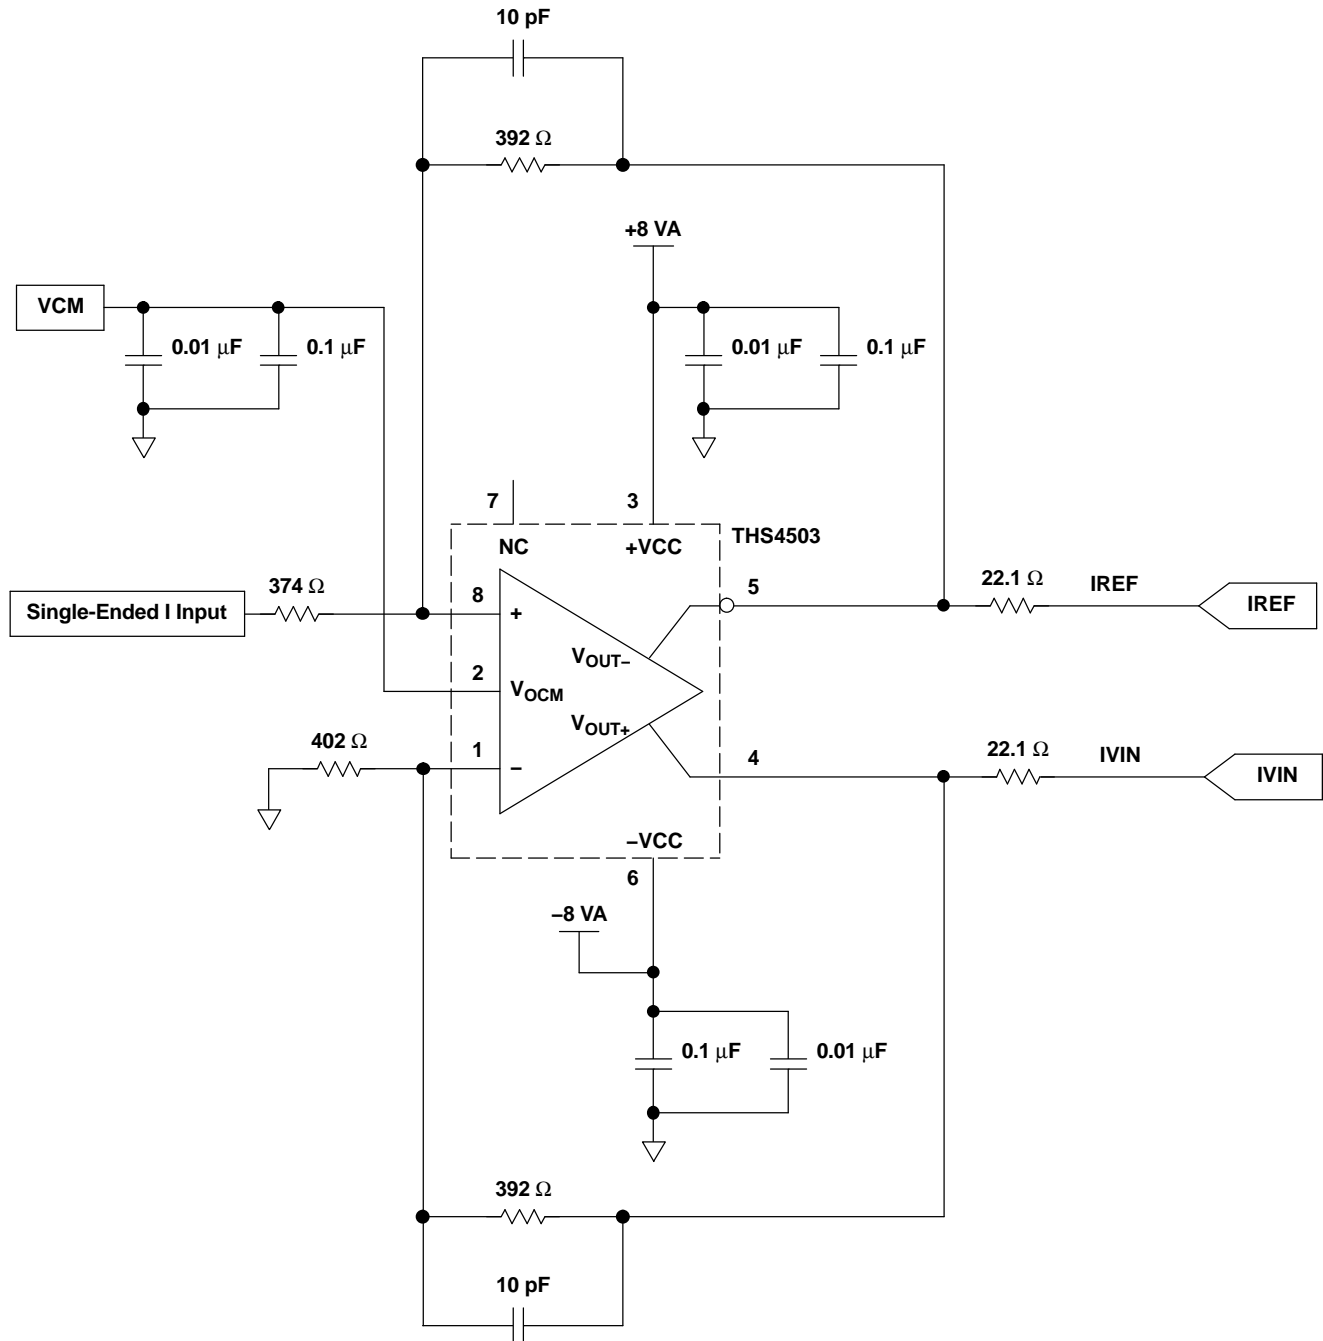 10 pF
392 Ω
+8 VA
VCM
0.01 μF
0.1 μF
0.01 μF
0.1 μF
7
3
THS4503
NC
+VCC
374 Ω
5
22.1 Ω
IREF
IREF
Single-Ended I Input
8
+
VOUT–
2
VOCM
VOUT+
402 Ω
1
–
4
22.1 Ω
IVIN
IVIN
–VCC
6
–8 VA
0.1 μF
0.01 μF
392 Ω
10 pF